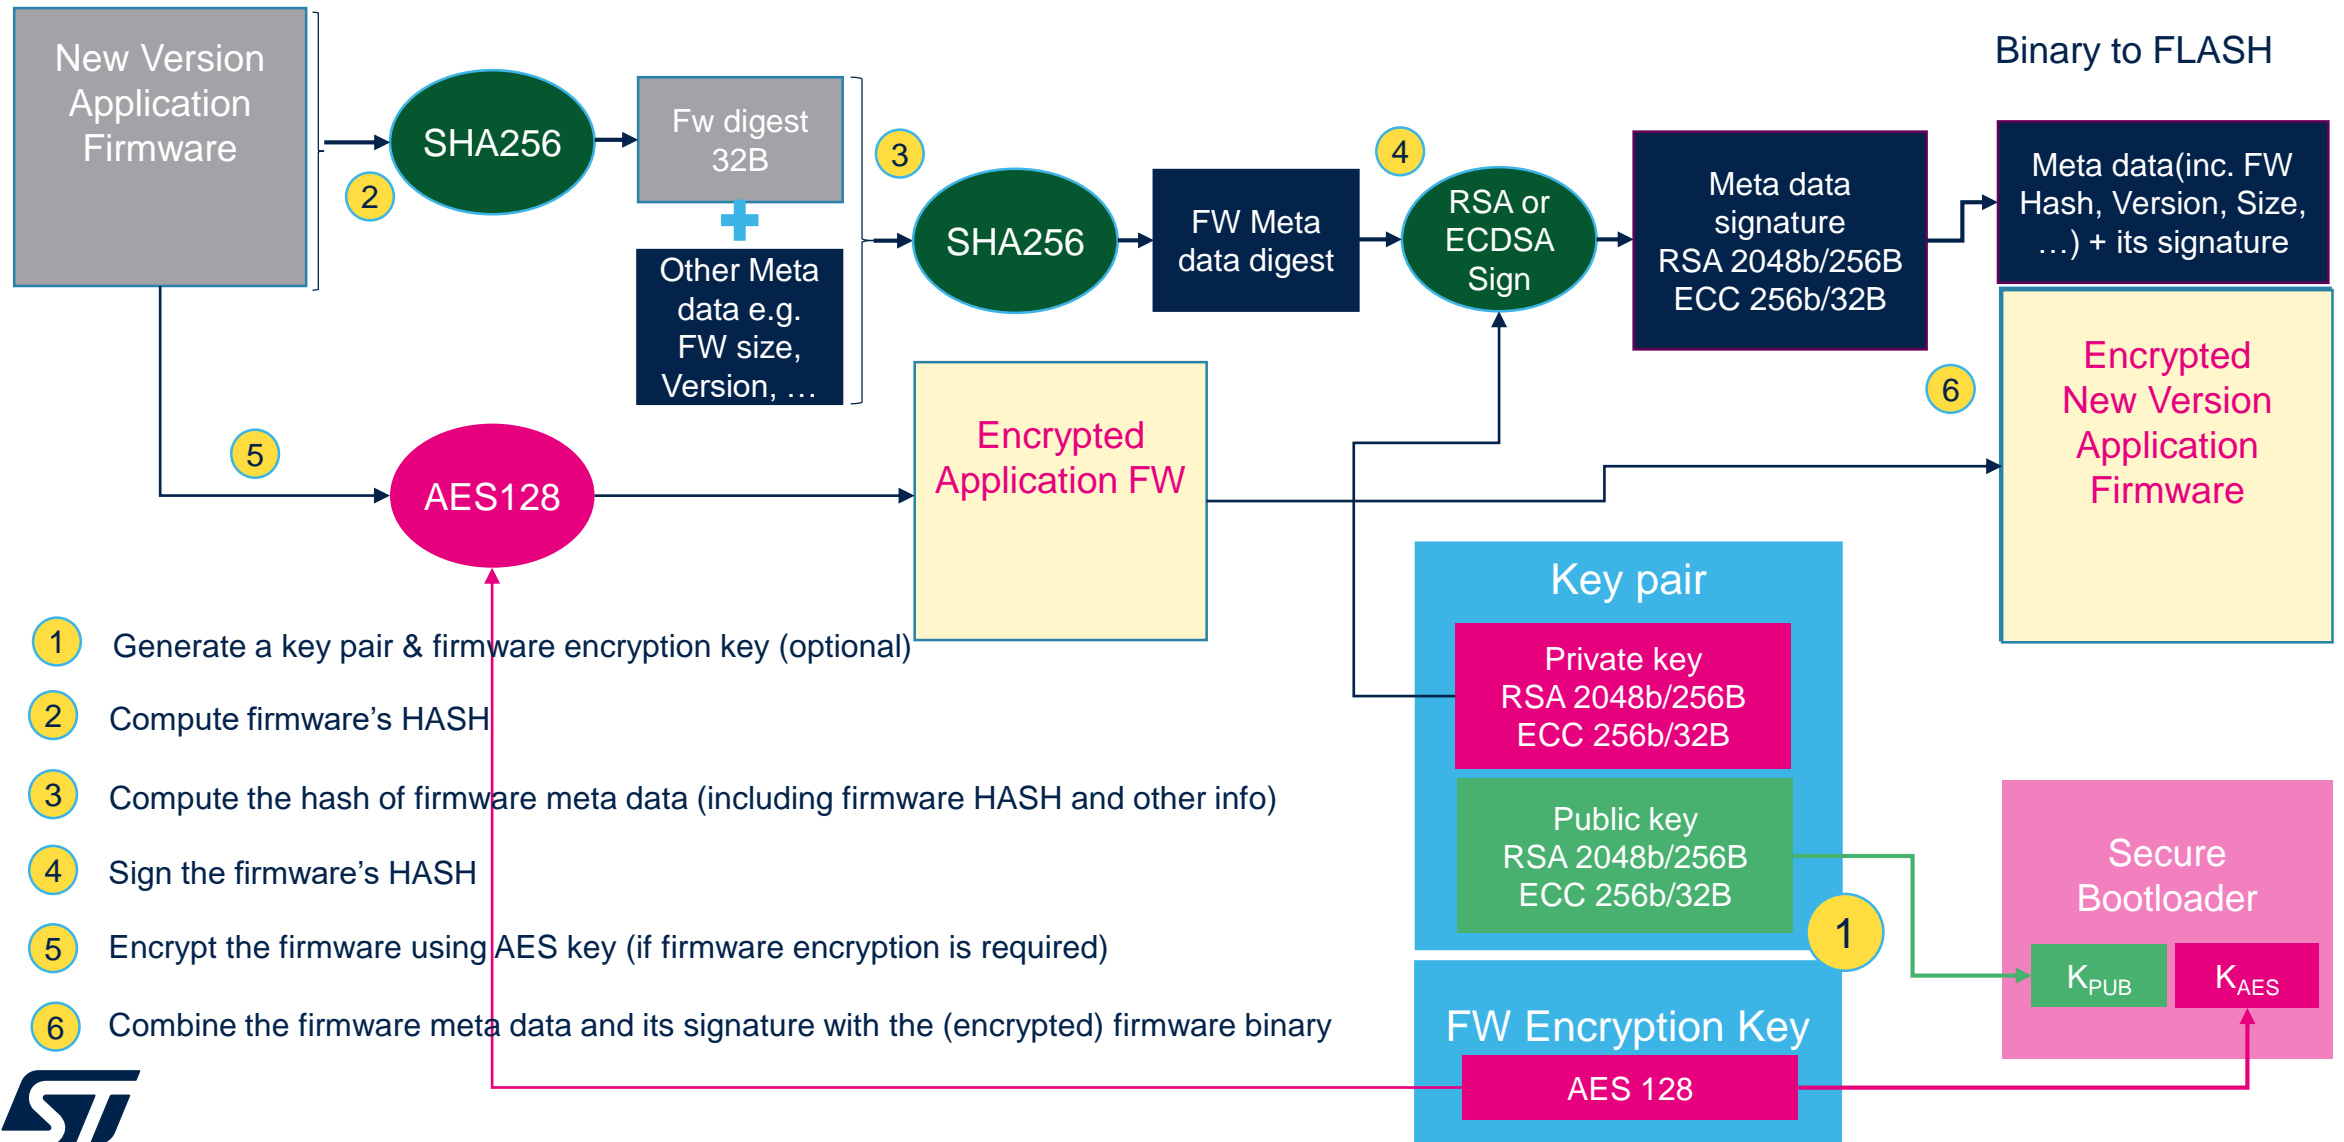 New Version
Application
Firmware
SHA256
2
Fw digest
32B
Other Meta
data e.g.
FW size,
Version, …
3
SHA256
FW Meta
data digest
4
RSA or
ECDSA
Sign
Meta data
signature
RSA 2048b/256B
ECC 256b/32B
Binary to FLASH
Meta data(inc. FW
Hash, Version, Size,
…) + its signature
5
AES128
Encrypted
Application FW
6
Encrypted
New Version
Application
Firmware
Key pair
Private key
RSA 2048b/256B
ECC 256b/32B
Public key
RSA 2048b/256B
ECC 256b/32B
1
FW Encryption Key
AES 128
Secure
Bootloader
KPUB
KAES
1 Generate a key pair & firmware encryption key (optional)
2 Compute firmware’s HASH
3 Compute the hash of firmware meta data (including firmware HASH and other info)
4 Sign the firmware’s HASH
5 Encrypt the firmware using AES key (if firmware encryption is required)
6 Combine the firmware meta data and its signature with the (encrypted) firmware binary
ST